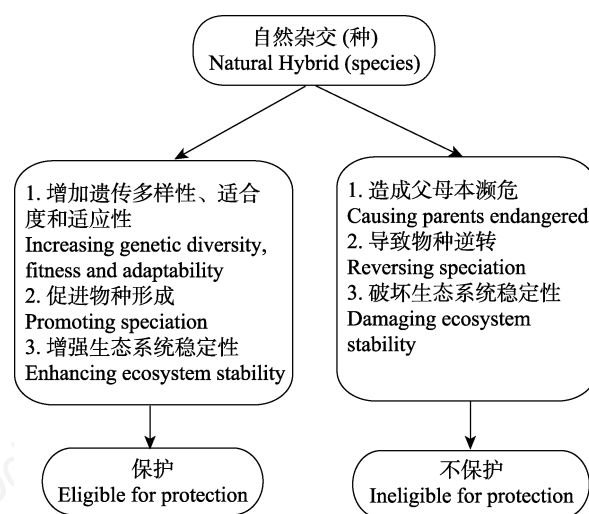 自然杂交 (种)
Natural Hybrid (species)
1. 增加遗传多样性、适合
度和适应性
Increasing genetic diversity,
fitness and adaptability
2. 促进物种形成
Promoting speciation
3. 增强生态系统稳定性
Enhancing ecosystem stability
1. 造成父母本濒危
Causing parents endangered
2. 导致物种逆转
Reversing speciation
3. 破坏生态系统稳定性
Damaging ecosystem
stability
保护
Eligible for protection
不保护
Ineligible for protection